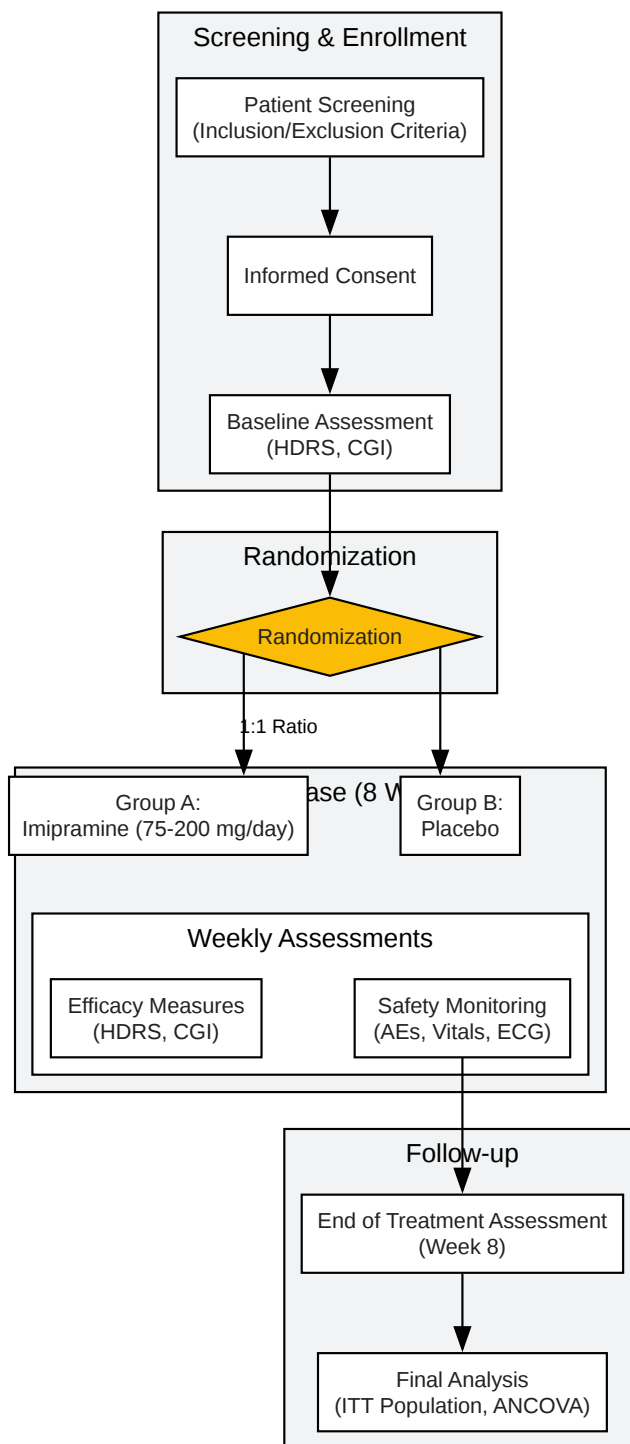 Screening & Enrollment
Patient Screening
(Inclusion/Exclusion Criteria)
Informed Consent
Baseline Assessment
(HDRS, CGI)
Randomization
Randomization
1:1 Ratio
(8 W
Group A:
Imipramine (75-200 mg/day)
Group B:
Placebo
Weekly Assessments
Efficacy Measures
(HDRS, CGI)
Safety Monitoring
(AEs, Vitals, ECG)
Follow-up
End of Treatment Assessment
(Week 8)
Final Analysis
(ITT Population, ANCOVA)